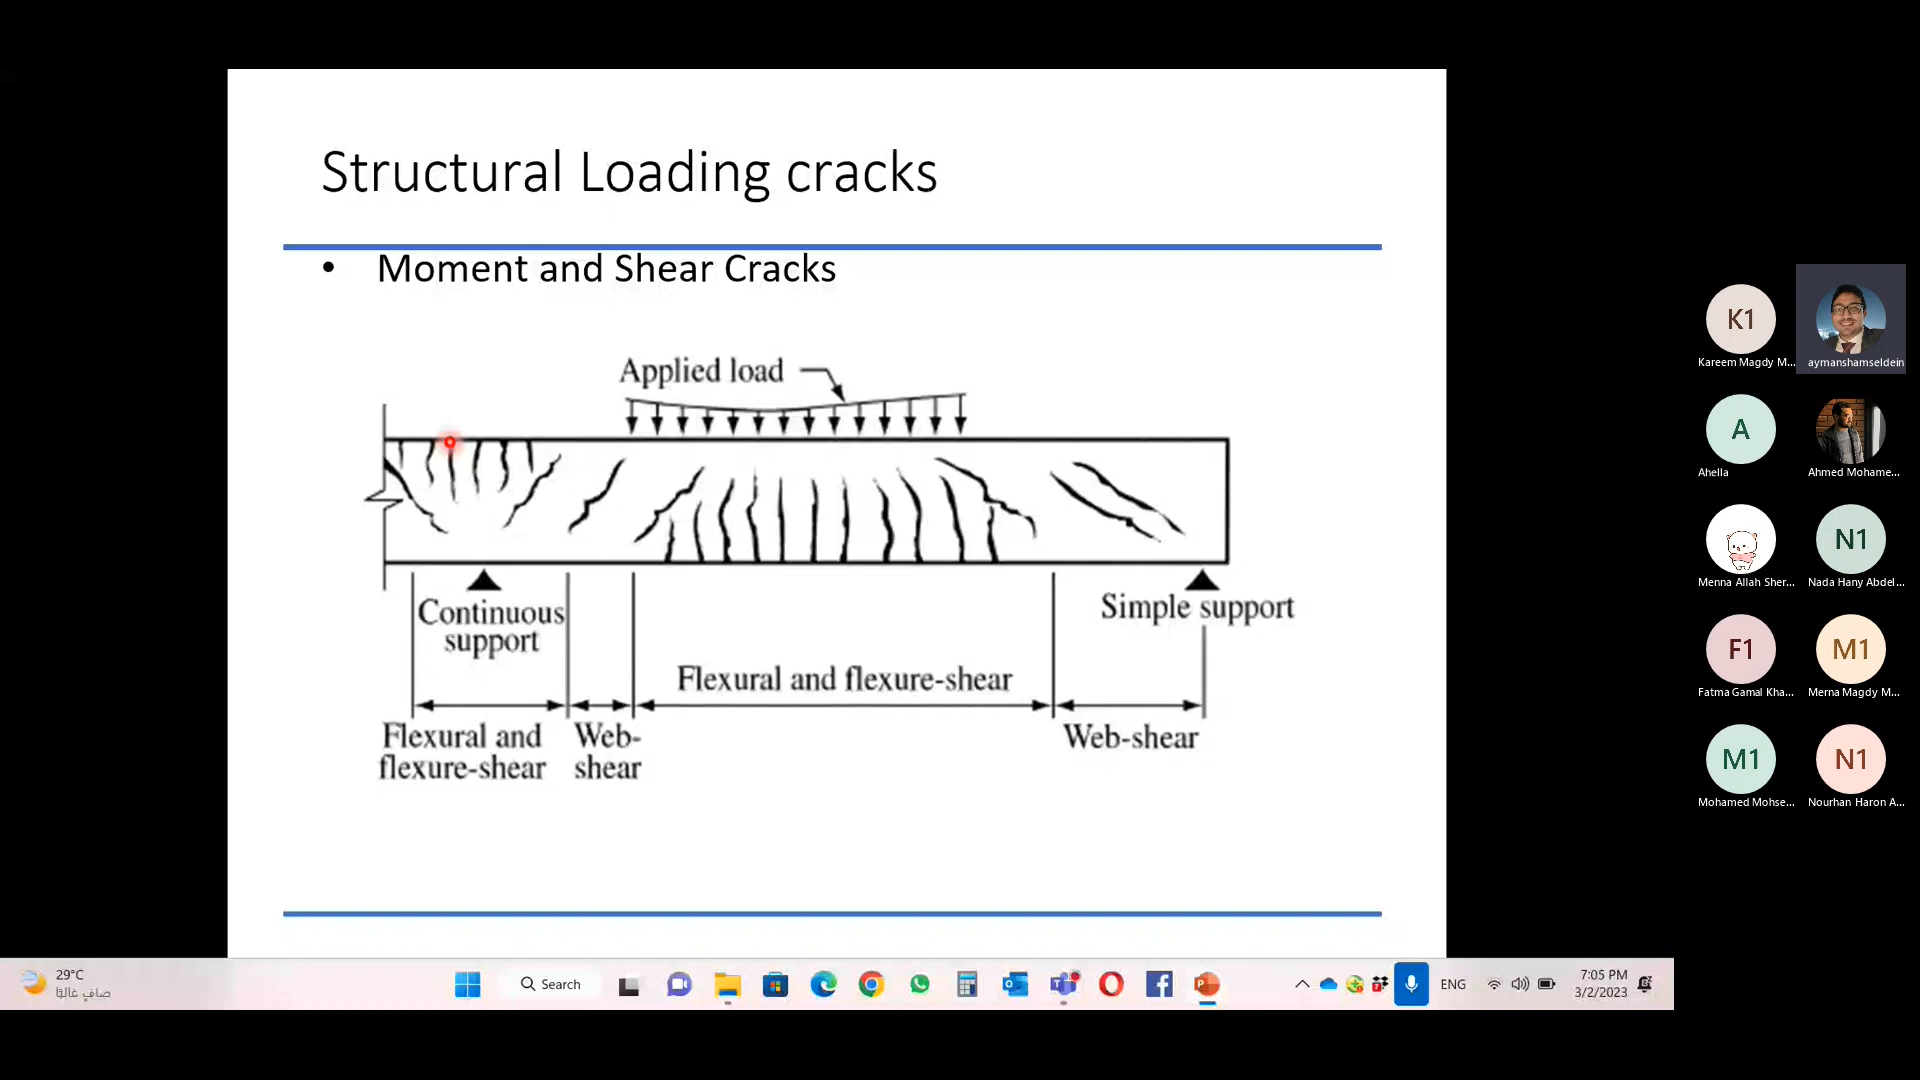 Structural Loading cracks
• Moment and Shear Cracks
Applied load
Continuous
support
Simple support
Flexural and flexure-shear
Flexural and
flexure-shear
Web-
shear
Web-shear
K1
Kareem Magdy M...
aymanshamseldein
A
Ahella
Ahmed Mohame...
Menna Allah Sher...
N1
Nada Hany Abdel...
F1
Fatma Gamal Kha...
M1
Merna Magdy M...
M1
Mohamed Mohse...
N1
Nourhan Haron A...
29°C
صافٍ غالبًا
Search
ENG
7:05 PM
3/2/2023